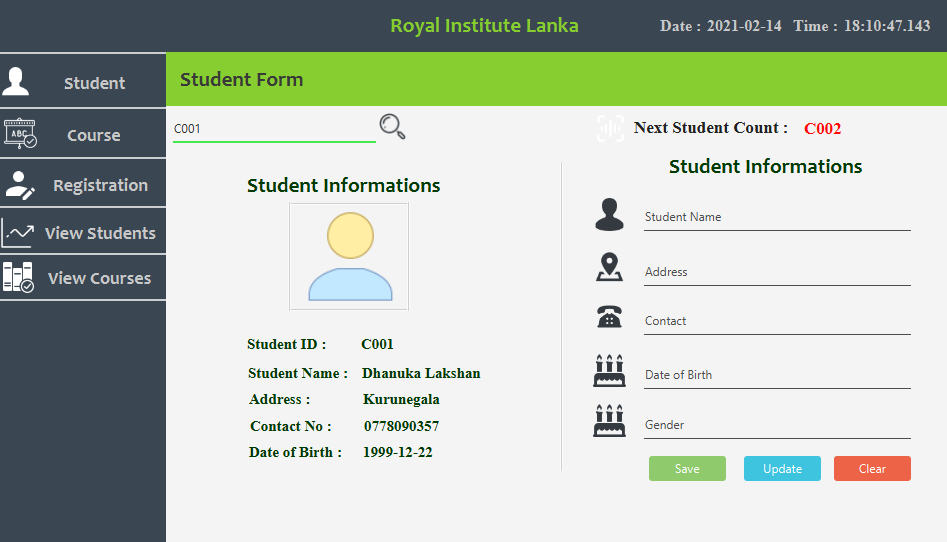 Royal Institute Lanka
Date : 2021-02-14 Time : 18:10:47.143
Student
ABC
Course
Registration
View Students
View Courses
Student Form
C001
Student Informations
Student ID : C001
Student Name : Dhanuka Lakshan
Address : Kurunegala
Contact No : 0778090357
Date of Birth : 1999-12-22
Next Student Count : C002
Student Informations
Student Name
Address
Contact
Date of Birth
Gender
Save Update Clear